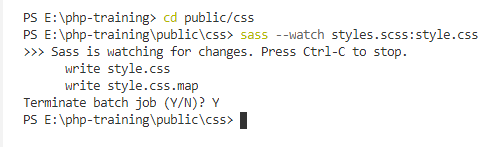 PS E:\php-training> cd public/css
PS E:\php-training\public\css> sass --watch styles.scss:style.css
>>> Sass is watching for changes. Press Ctrl-C to stop.
      write style.css
      write style.css.map
Terminate batch job (Y/N)? Y
PS E:\php-training\public\css>